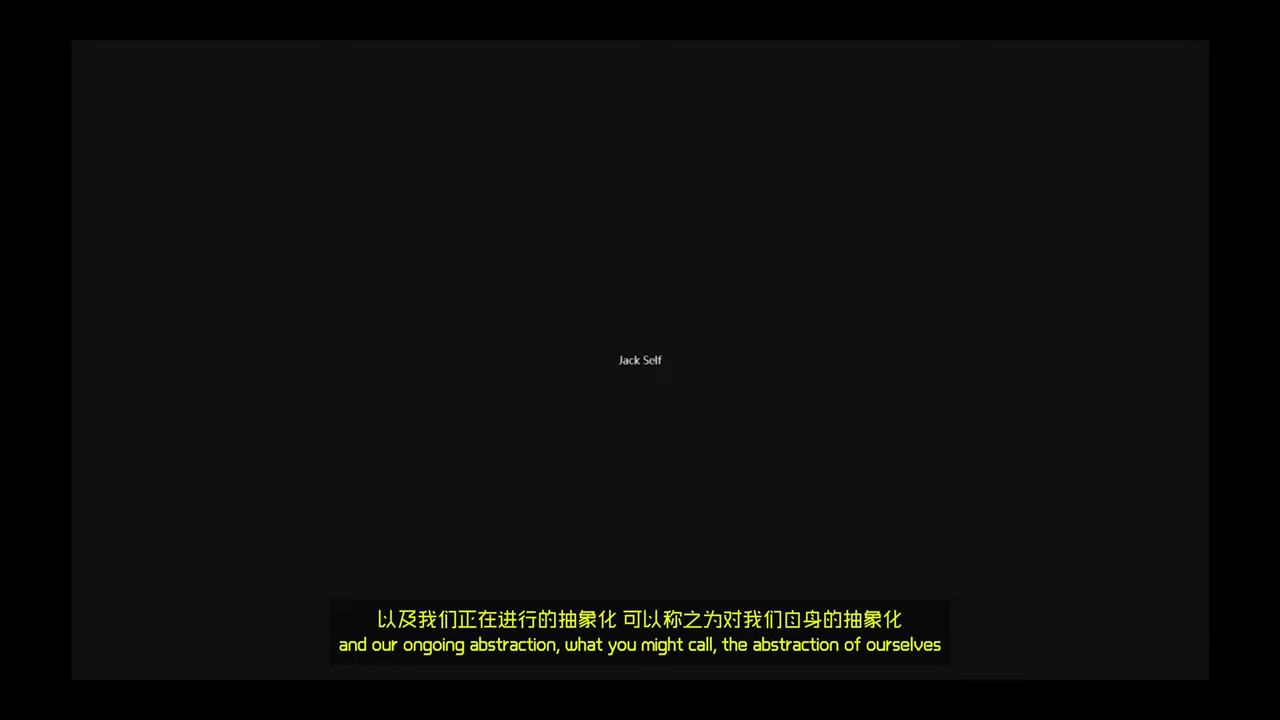 Jack Self
以及我们正在进行的抽象化 可以称之为对我们自身的抽象化
and our ongoing abstraction, what you might call, the abstraction of ourselves